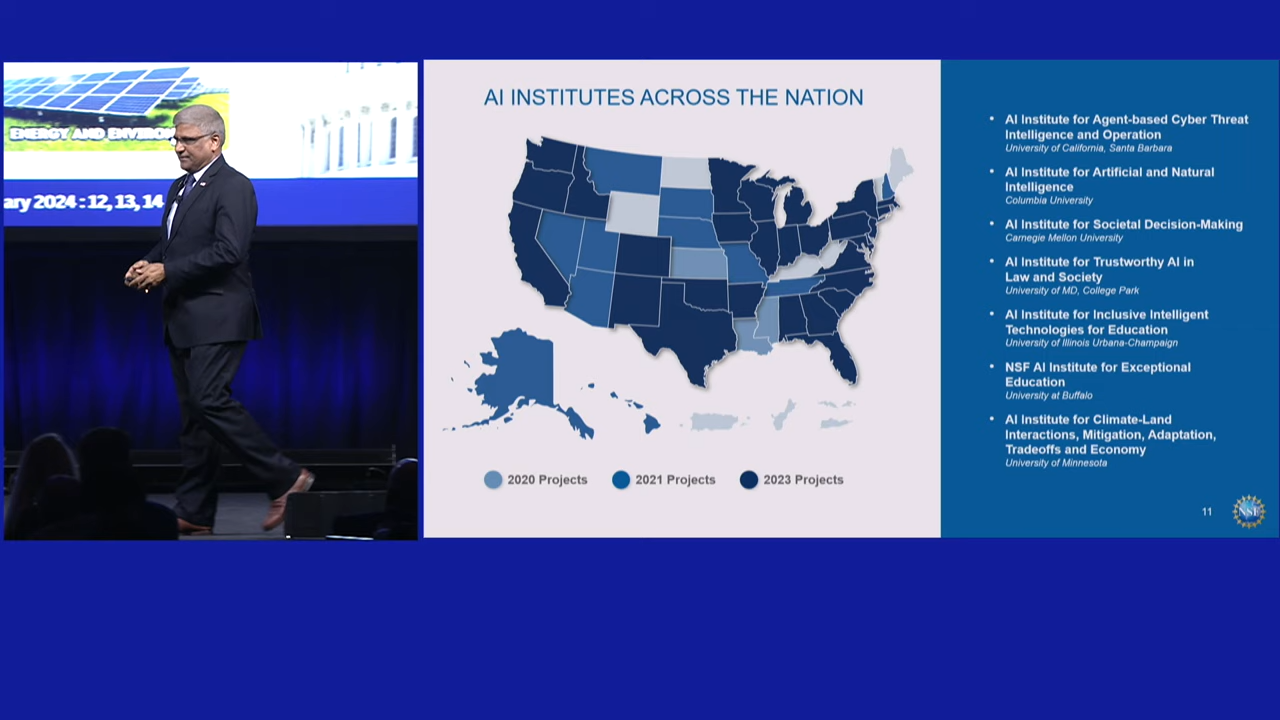 ENERGY AND ENVIRON
ary 2024 : 12, 13, 14
AI INSTITUTES ACROSS THE NATION
2020 Projects
2021 Projects
2023 Projects
• AI Institute for Agent-based Cyber Threat
Intelligence and Operation
University of California, Santa Barbara
• AI Institute for Artificial and Natural
Intelligence
Columbia University
• AI Institute for Societal Decision-Making
Carnegie Mellon University
• AI Institute for Trustworthy AI in
Law and Society
University of MD, College Park
• AI Institute for Inclusive Intelligent
Technologies for Education
University of Illinois Urbana-Champaign
• NSF AI Institute for Exceptional
Education
University at Buffalo
• AI Institute for Climate-Land
Interactions, Mitigation, Adaptation,
Tradeoffs and Economy
University of Minnesota
11
NSF